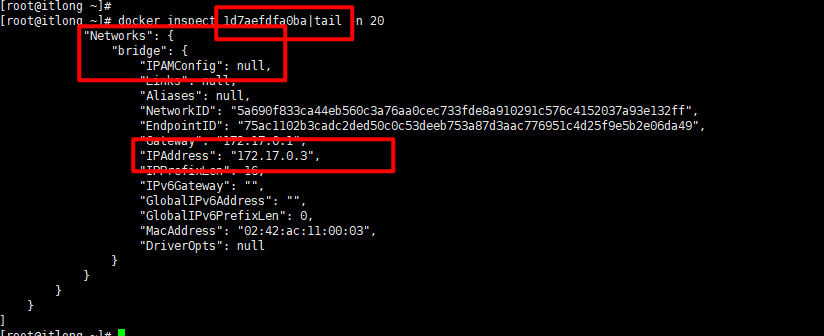 [root@itlong ~]#
[root@itlong ~]# docker inspect 1d7aefdfa0ba|tail n 20
"Networks": {
"bridge": {
"IPAMConfig": null,
"Links": null,
"Aliases": null,
"NetworkID": "5a690f833ca44eb560c3a76aa0cec733fde8a910291c576c4152037a93e132ff",
"EndpointID": "75ac1102b3cadc2ded50c0c53deeb753a87d3aac776951c4d25f9e5b2e06da49",
"Gateway": "172.17.0.1",
"IPAddress": "172.17.0.3",
"IPPrefixLen": 16,
"IPv6Gateway": "",
"GlobalIPv6Address": "",
"GlobalIPv6PrefixLen": 0,
"MacAddress": "02:42:ac:11:00:03",
"DriverOpts": null
}
}
}
}
]
[root@itlong ~]#